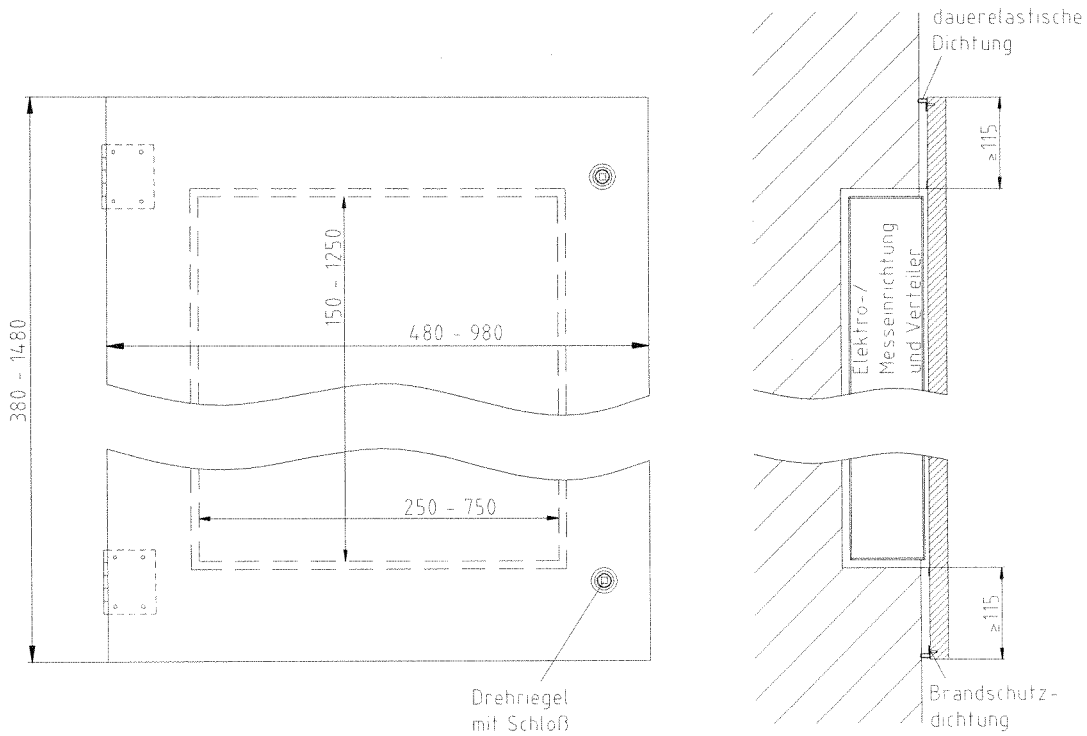 dauerelastische
Dichtung
≥115
380 - 1480
150 - 1250
480 - 980
Elektro-/
Messeinrichtung
und Verteiler
250 - 750
≥115
Drehriegel
mit Schloß
Brandschutz-
dichtung